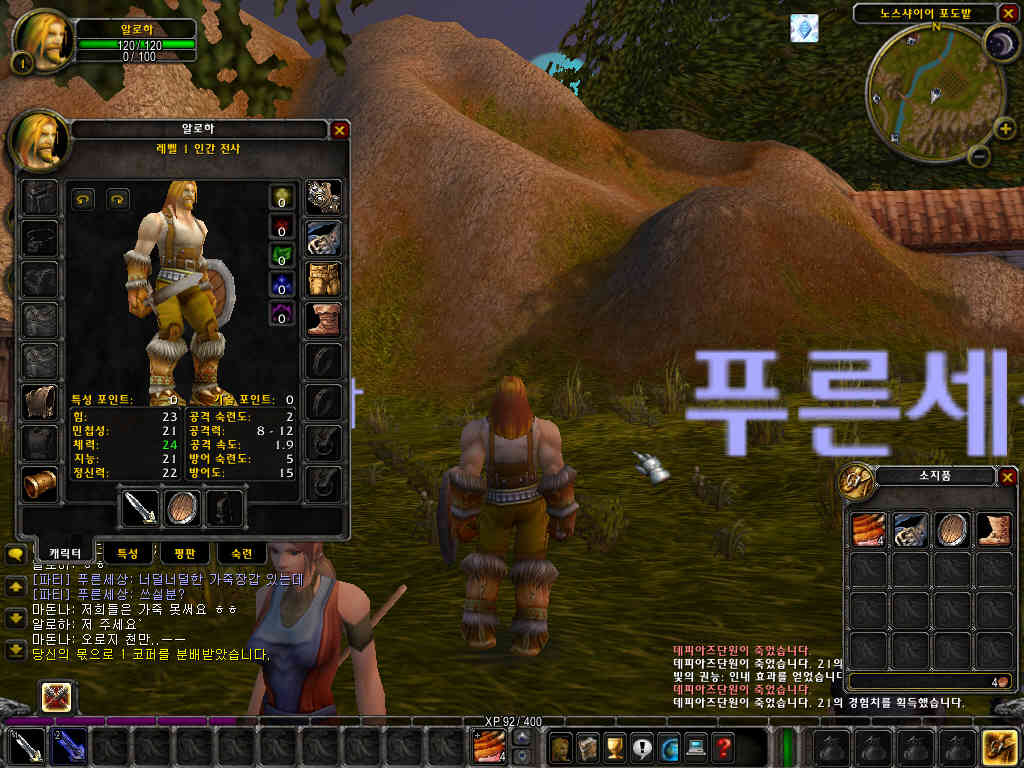 알로하
120 / 120
0 / 100
1
노스샤이어 포도밭
N
알로하
레벨 1 인간 전사
0
0
0
0
0
특성 포인트: 0 기술 포인트: 0
힘: 23 공격 숙련도: 2
민첩성: 21 공격력: 8 - 12
체력: 24 공격 속도: 1.9
지능: 21 방어 숙련도: 5
정신력: 22 방어도: 15
캐릭터 특성 평판 숙련
푸른세
소지품
4
알로하: ㅎㅎ
[파티] 푸른세상: 너덜너덜한 가죽장갑 있는데
[파티] 푸른세상: 쓰실분?
마돈나: 저희들은 가죽 못써요 ㅎㅎ
알로하: 저 주세요`
마돈나: 오로지 천만..ㅡㅡ
당신의 몫으로 1 코퍼를 분배받았습니다.
데피아즈단원이 죽었습니다.
데피아즈단원이 죽었습니다. 21의
빛의 권능: 인내 효과를 얻었습니다
데피아즈단원이 죽었습니다.
데피아즈단원이 죽었습니다. 21의 경험치를 획득했습니다.
XP 92 / 400
2
4